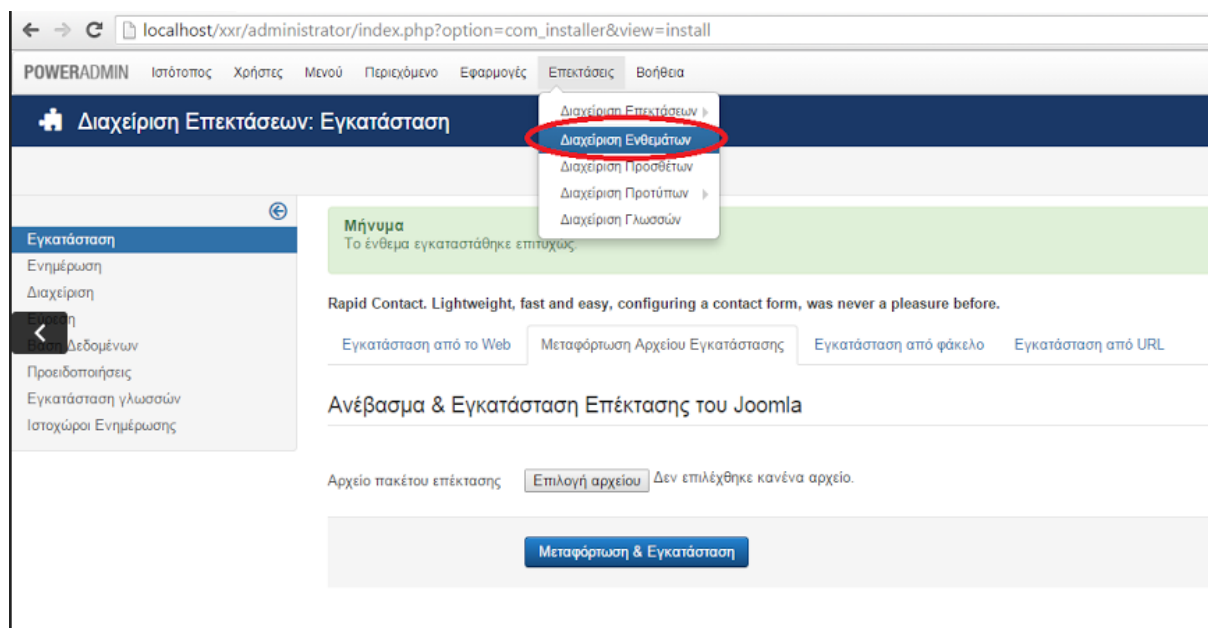 localhost/xxr/administrator/index.php?option=com_installer&view=install
POWERADMIN Ιστότοπος Χρήστες Μενού Περιεχόμενο Εφαρμογές Επεκτάσεις Βοήθεια
Διαχείριση Επεκτάσεων: Εγκατάσταση
Διαχείριση Επεκτάσεων
Διαχείριση Ενθεμάτων
Διαχείριση Προσθέτων
Διαχείριση Προτύπων
Διαχείριση Γλωσσών
Εγκατάσταση
Ενημέρωση
Διαχείριση
Εύρεση
Βάση Δεδομένων
Προειδοποιήσεις
Εγκατάσταση γλωσσών
Ιστοχώροι Ενημέρωσης
Μήνυμα
Το ένθεμα εγκαταστάθηκε επιτυχώς.
Rapid Contact. Lightweight, fast and easy, configuring a contact form, was never a pleasure before.
Εγκατάσταση από το Web Μεταφόρτωση Αρχείου Εγκατάστασης Εγκατάσταση από φάκελο Εγκατάσταση από URL
Ανέβασμα & Εγκατάσταση Επέκτασης του Joomla
Αρχείο πακέτου επέκτασης Επιλογή αρχείου Δεν επιλέχθηκε κανένα αρχείο.
Μεταφόρτωση & Εγκατάσταση